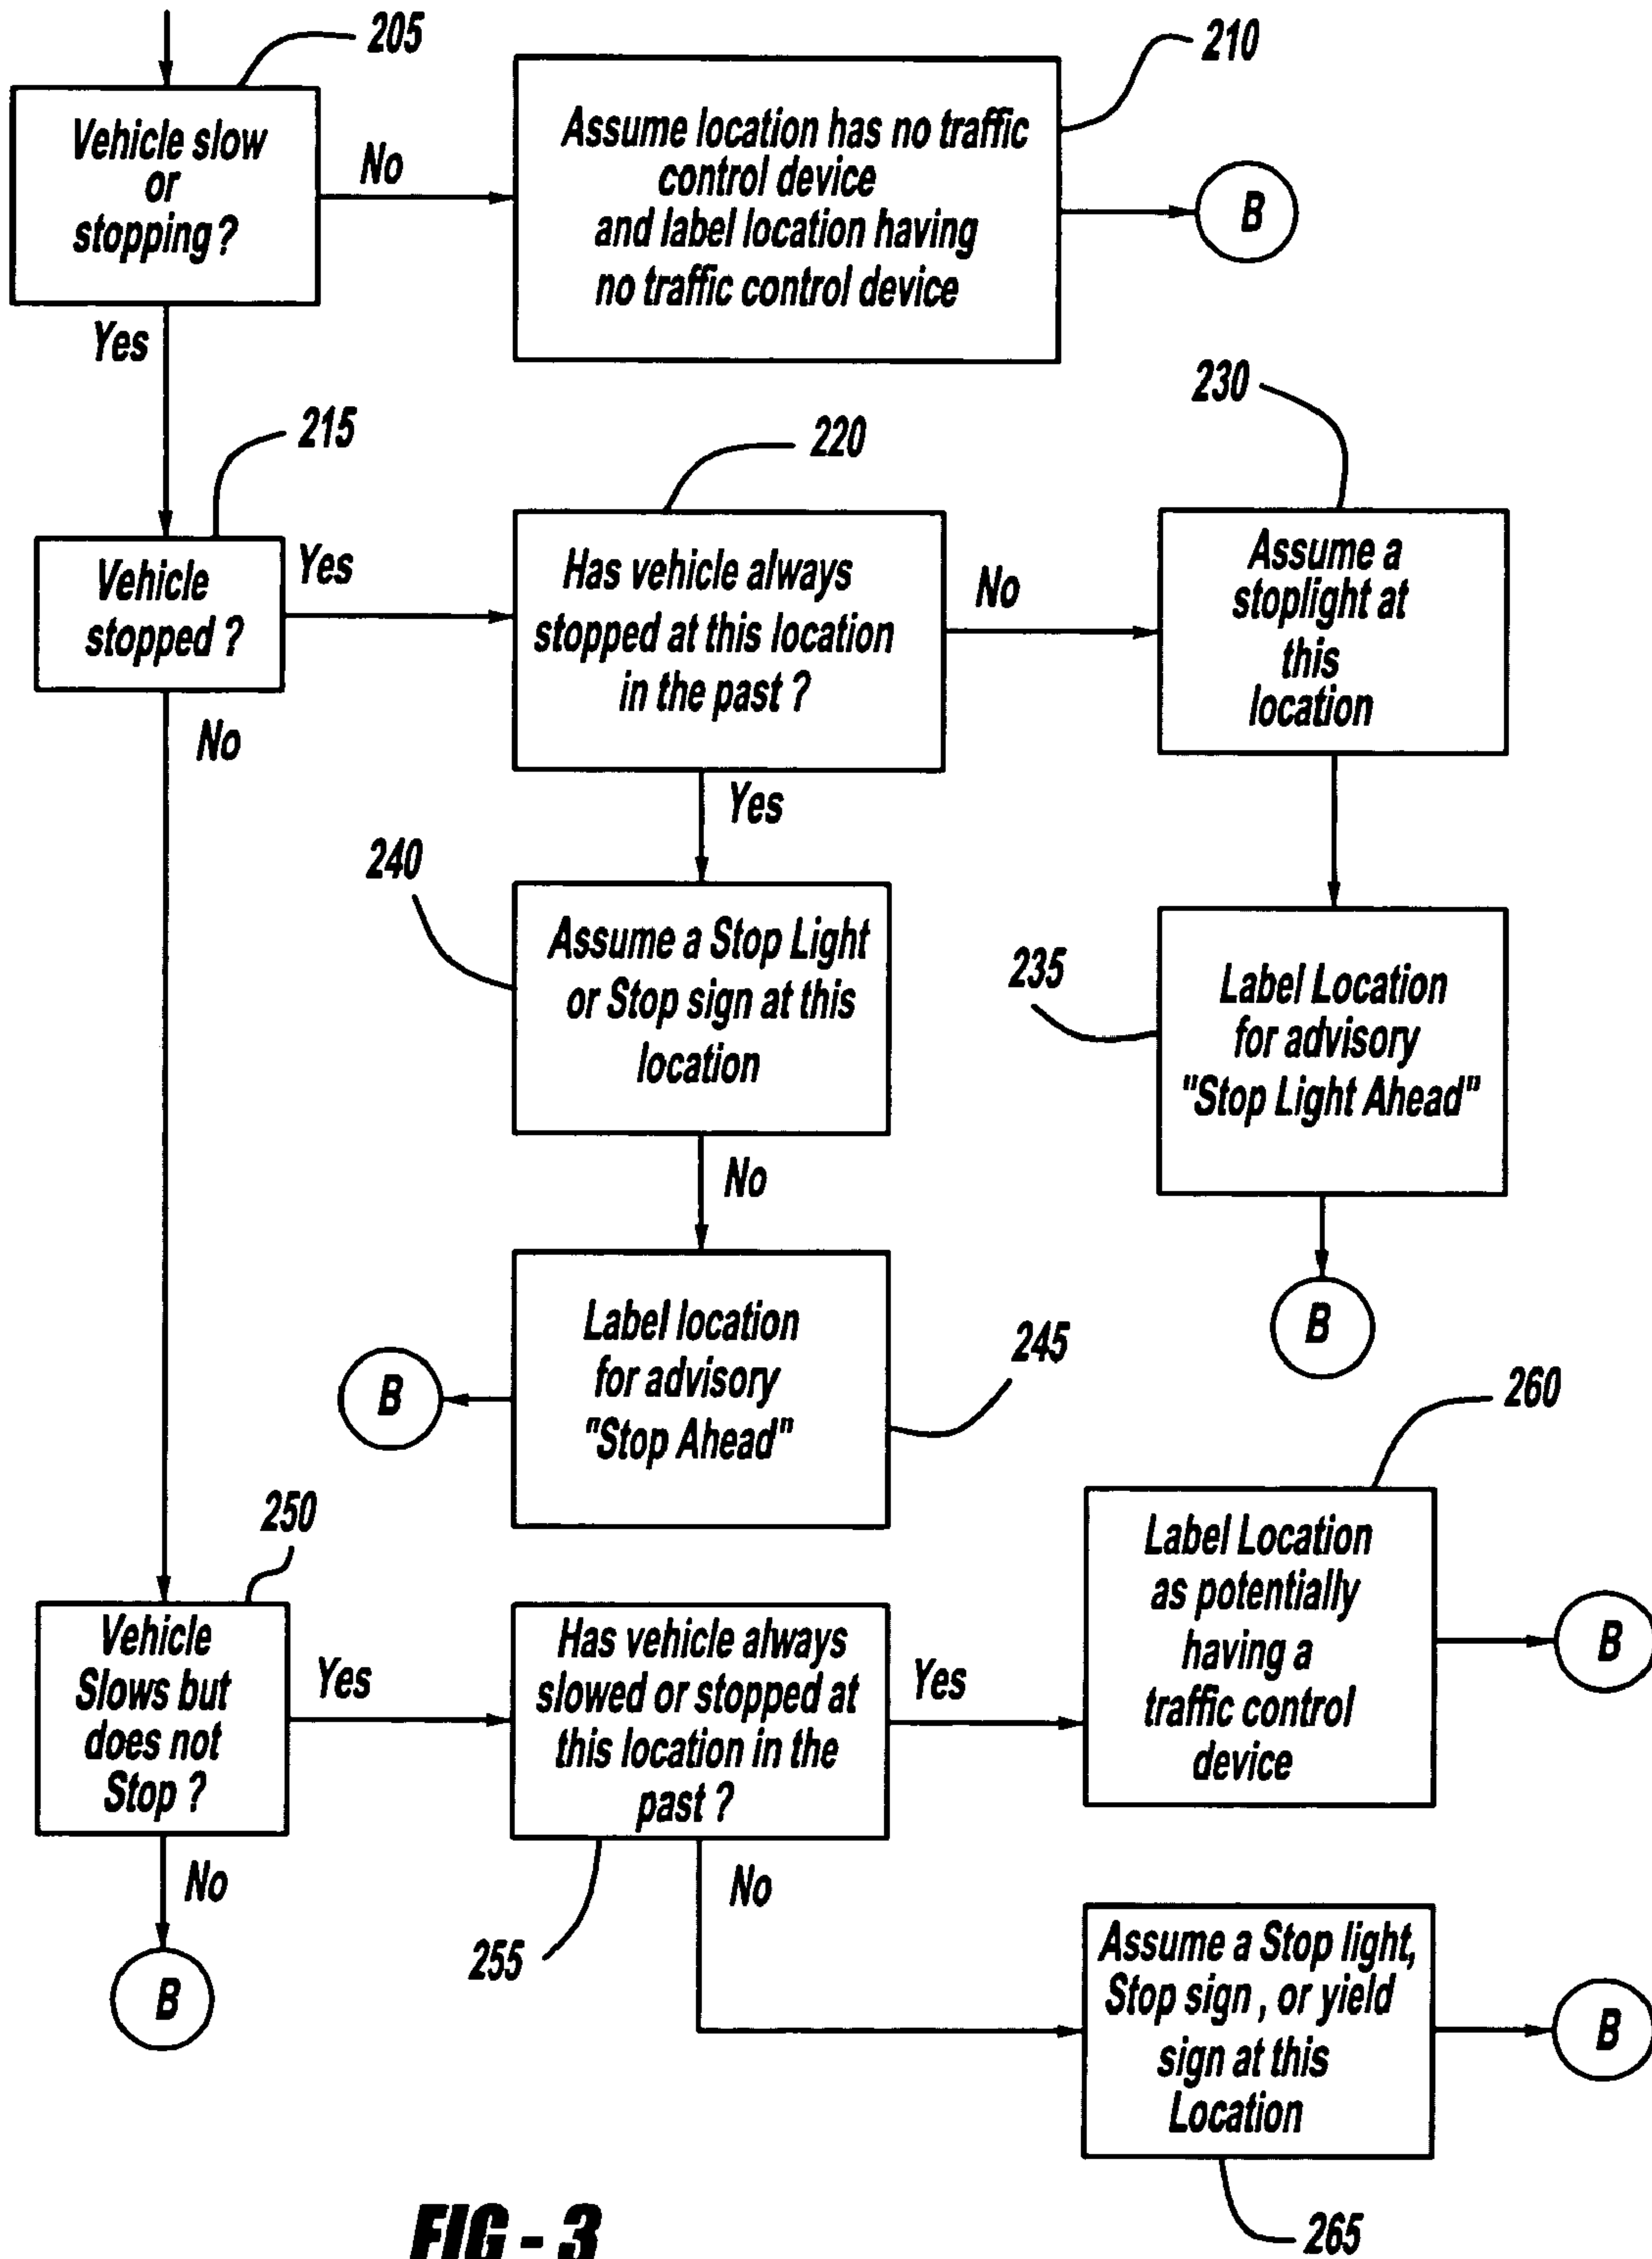 205
Vehicle slow
or
stopping ?
No
210
Assume location has no traffic
control device
and label location having
no traffic control device
B
Yes
215
Vehicle
stopped ?
Yes
220
Has vehicle always
stopped at this location
in the past ?
No
230
Assume a
stoplight at
this
location
No
Yes
240
Assume a Stop Light
or Stop sign at this
location
235
Label Location
for advisory
"Stop Light Ahead"
B
No
Label location
for advisory
"Stop Ahead"
245
B
250
Vehicle
Slows but
does not
Stop ?
Yes
Has vehicle always
slowed or stopped at
this location in the
past ?
255
Yes
260
Label Location
as potentially
having a
traffic control
device
B
No
B
No
Assume a Stop light,
Stop sign , or yield
sign at this
Location
265
B
FIG - 3